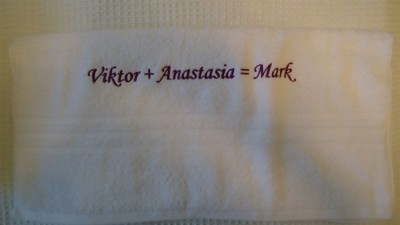 Viktor + Anastasia = Mark